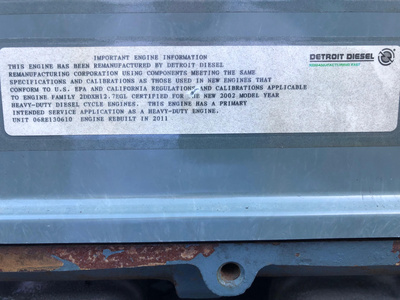 IMPORTANT ENGINE INFORMATION
THIS ENGINE HAS BEEN REMANUFACTURED BY DETROIT DIESEL
REMANUFACTURING CORPORATION USING COMPONENTS MEETING THE SAME
SPECIFICATIONS AND CALIBRATIONS AS THOSE USED IN NEW ENGINES THAT
CONFORM TO U.S. EPA AND CALIFORNIA REGULATIONS AND CALIBRATIONS APPLICABLE
TO ENGINE FAMILY 2DDXH12.7EGL CERTIFIED FOR NEW 2002 MODEL YEAR
HEAVY-DUTY DIESEL CYCLE ENGINES. THIS ENGINE HAS A PRIMARY
INTENDED SERVICE APPLICATION AS A HEAVY-DUTY ENGINE.
UNIT 06RE130610 ENGINE REBUILT IN 2011
DETROIT DIESEL